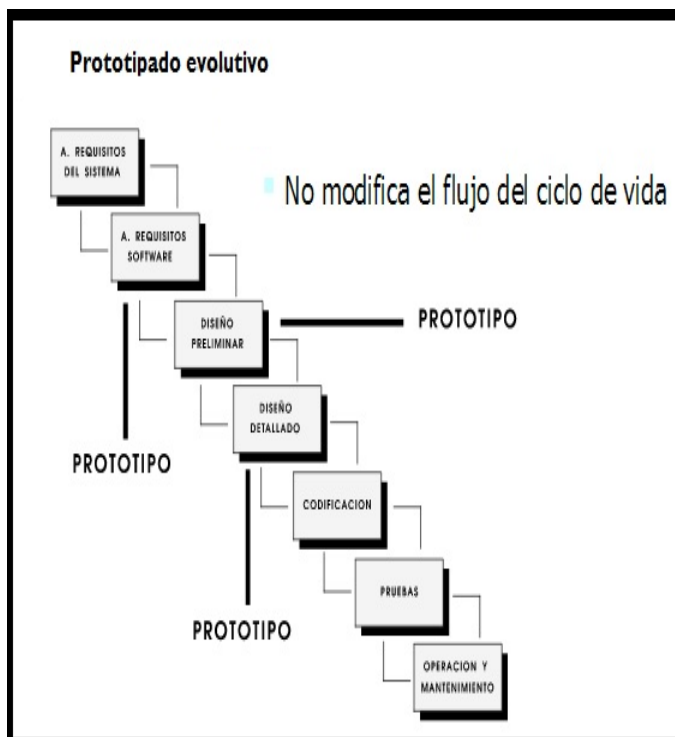 Prototipado evolutivo
A. REQUISITOS
DEL SISTEMA
No modifica el flujo del ciclo de vida
A. REQUISITOS
SOFTWARE
DISEÑO
PRELIMINAR
PROTOTIPO
DISEÑO
DETALLADO
PROTOTIPO
CODIFICACION
PRUEBAS
PROTOTIPO
OPERACION Y
MANTENIMIENTO